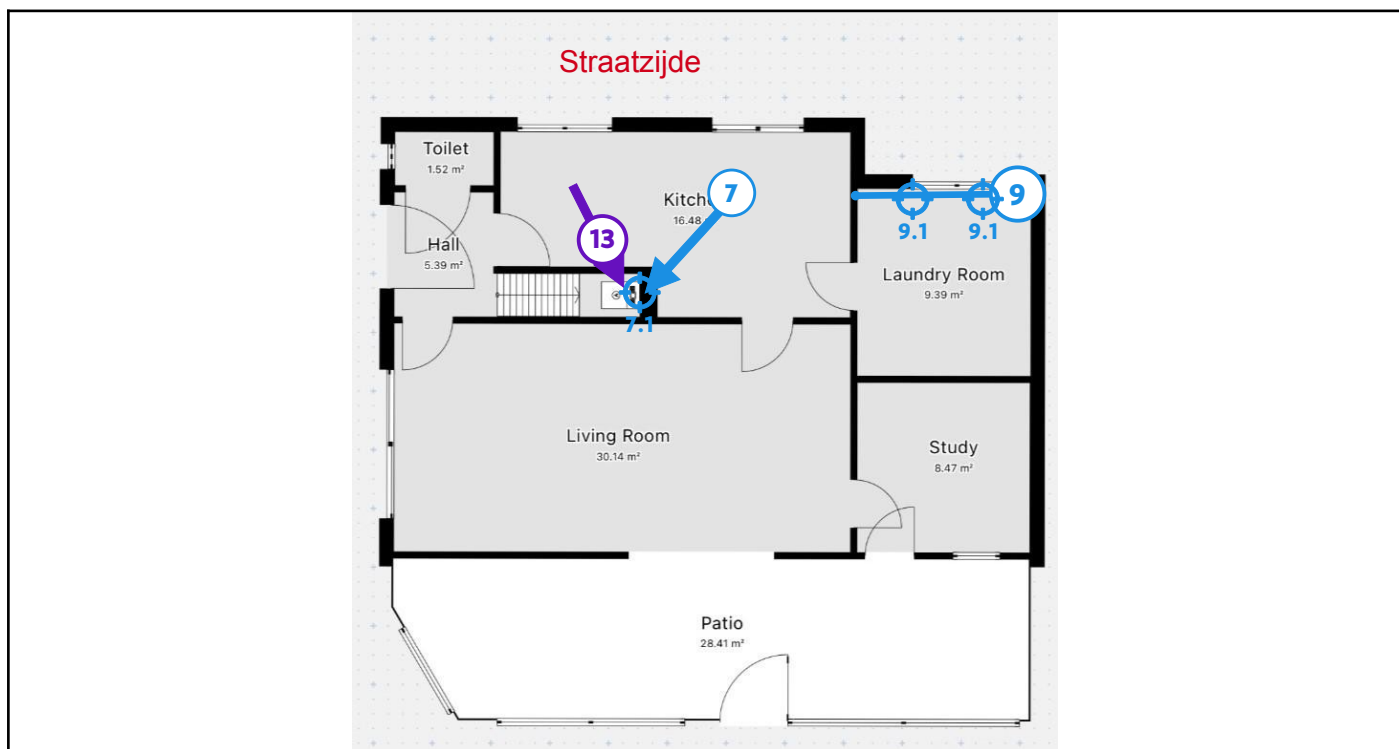 Straatzijde
Toilet
1.52 m²
Kitche
16.48
7
9
9.1
9.1
13
Hall
5.39 m²
Laundry Room
9.39 m²
7.1
Living Room
30.14 m²
Study
8.47 m²
Patio
28.41 m²